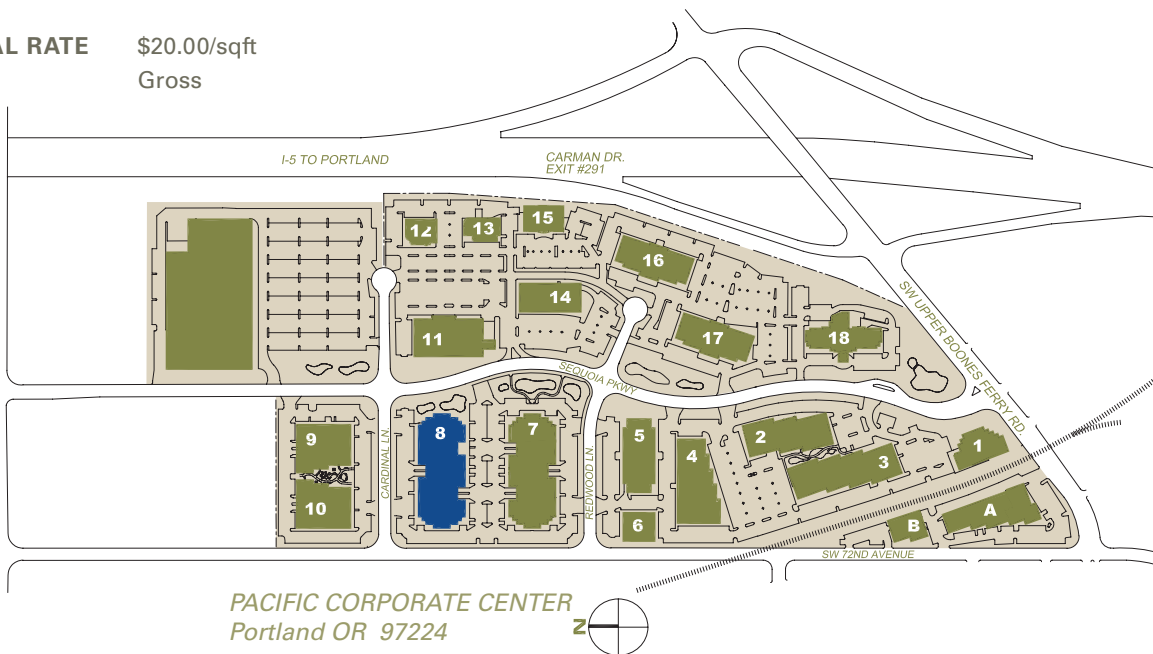 AL RATE $20.00/sqft
Gross
I-5 TO PORTLAND
CARMAN DR.
EXIT #291
12
13
15
16
14
11
17
18
SW UPPER BOONES FERRY RD
SEQUOIA PKWY
9
10
CARDINAL LN.
8
7
REDWOOD LN.
5
6
4
2
3
1
A
B
SW 72ND AVENUE
PACIFIC CORPORATE CENTER
Portland OR 97224
N